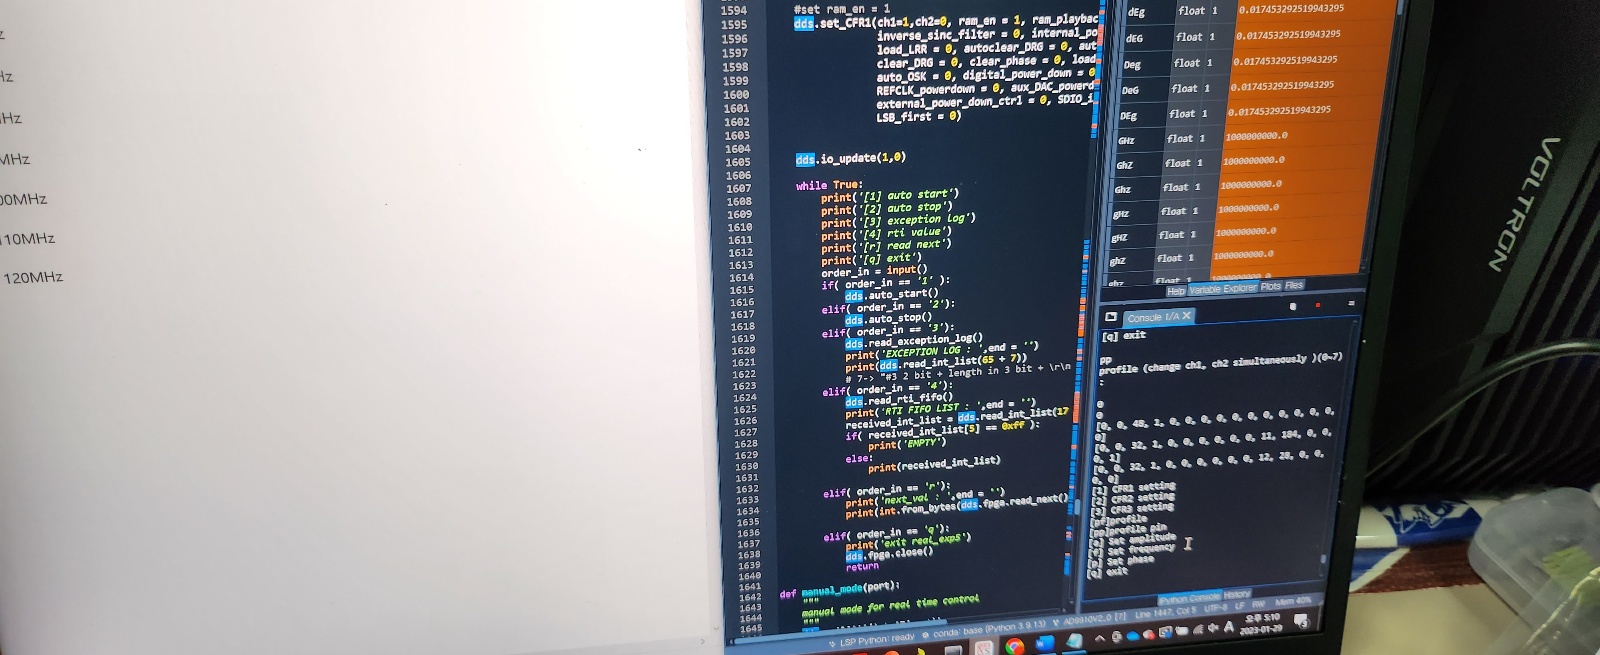 Hz
MHz
110MHz
120MHz
1594 #set ram_en = 1
1595 dds.set_CFR1(ch1=1,ch2=0, ram_en = 1, ram_playbac
1596 inverse_sinc_filter = 0, internal_po
1597 load_LRR = 0, autoclear_DRG = 0, aut
1598 clear_DRG = 0, clear_phase = 0, load
1599 auto_OSK = 0, digital_power_down = 0
1600 REFCLK_powerdown = 0, aux_DAC_powerd
1601 external_power_down_ctrl = 0, SDIO_i
1602 LSB_first = 0)
1603
1604
1605 dds.io_update(1,0)
1606
1607 while True:
1608 print('[1] auto start')
1609 print('[2] auto stop')
1610 print('[3] exception log')
1611 print('[4] rti value')
1612 print('[r] read next')
1613 print('[q] exit')
1614 order_in = input()
1615 if( order_in == '1' ):
1616 dds.auto_start()
1617 elif( order_in == '2'):
1618 dds.auto_stop()
1619 elif( order_in == '3'):
1620 dds.read_exception_log()
1621 print('EXCEPTION LOG : ',end = '')
1622 print(dds.read_int_list(65 + 7))
1623 # 7-> "#3 2 bit + length in 3 bit + \r\n
1624 elif( order_in == '4'):
1625 dds.read_rti_fifo()
1626 print('RTI FIFO LIST : ',end = '')
1627 received_int_list = dds.read_int_list(17
1628 if( received_int_list[5] == 0xff ):
1629 print('EMPTY')
1630 else:
1631 print(received_int_list)
1632
1633 elif( order_in == 'r'):
1634 print('next_val : ',end = '')
1635 print(int.from_bytes(dds.fpga.read_next()
1636
1637 elif( order_in == 'q'):
1638 print('exit real_exp5')
1639 dds.fpga.close()
1640 return
1641
1642 def manual_mode(port):
1643 """
1644 manual mode for real time control
1645
dEg float 1 0.017453292519943295
dEG float 1 0.017453292519943295
Deg float 1 0.017453292519943295
DeG float 1 0.017453292519943295
DEg float 1 0.017453292519943295
GHz float 1 1000000000.0
GhZ float 1 1000000000.0
Ghz float 1 1000000000.0
gHz float 1 1000000000.0
gHZ float 1 1000000000.0
ghZ float 1 1000000000.0
ghz float 1 1000000000.0
Help Variable Explorer Plots Files
Console 1/A
[q] exit
pp
profile (change ch1, ch2 simultaneously )(0~7)
:
0
0
[0, 0, 48, 1, 0, 0, 0, 0, 0, 0, 0, 0, 0, 0, 0,
0]
[0, 0, 32, 1, 0, 0, 0, 0, 0, 0, 11, 184, 0, 0,
0, 1]
[0, 0, 32, 1, 0, 0, 0, 0, 0, 0, 12, 28, 0, 0,
0, 0]
[1] CFR1 setting
[2] CFR2 setting
[3] CFR3 setting
[pf]profile
[pp]profile pin
[a] Set amplitude
[f] Set frequency
[p] Set phase
[q] exit
IPython Console History
LSP Python: ready conda: base (Python 3.9.13) AD9910V2_0 [7] Line 1447, Col 5 UTF-8 LF RW Mem 40%
A 오후 5:10
2023-01-29
VOLTRON